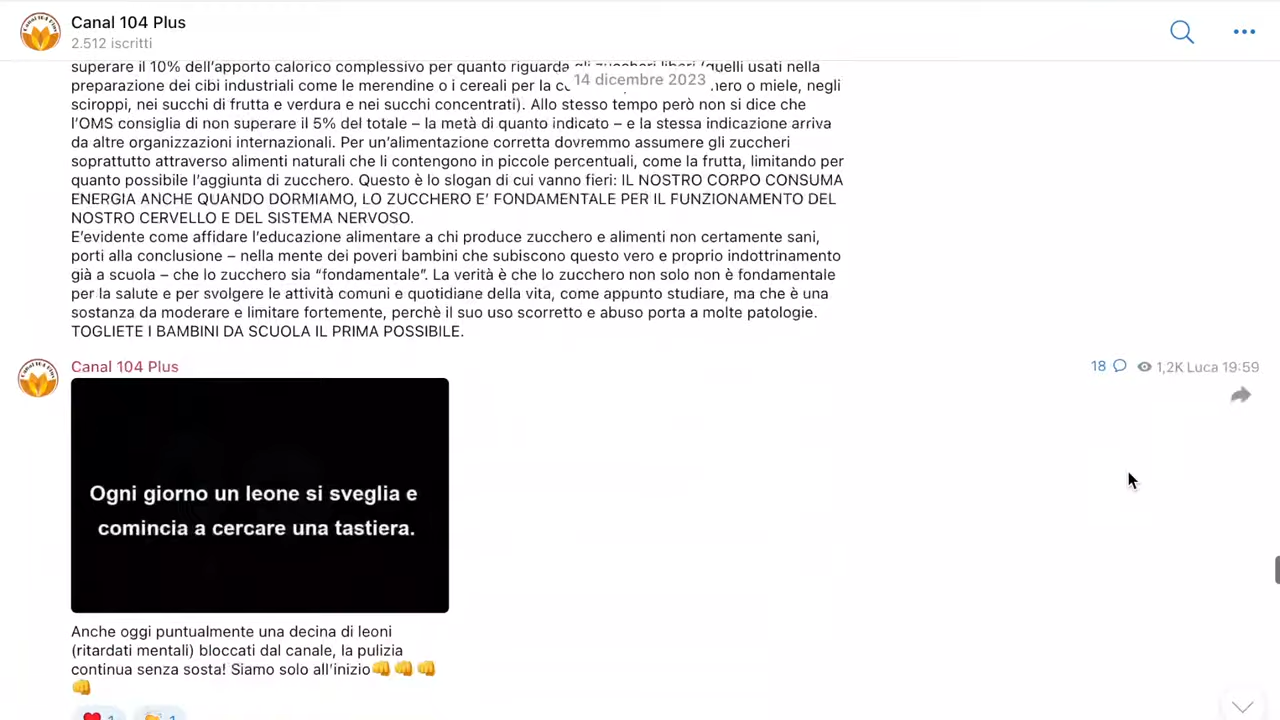 Canal 104 Plus
2.512 iscritti
superare il 10% dell'apporto calorico complessivo per quanto riguarda gli zuccheri liberi (quelli usati nella
14 dicembre 2023
preparazione dei cibi industriali come le merendine o i cereali per la hero o miele, negli
sciroppi, nei succhi di frutta e verdura e nei succhi concentrati). Allo stesso tempo però non si dice che
l'OMS consiglia di non superare il 5% del totale – la metà di quanto indicato – e la stessa indicazione arriva
da altre organizzazioni internazionali. Per un'alimentazione corretta dovremmo assumere gli zuccheri
soprattutto attraverso alimenti naturali che li contengono in piccole percentuali, come la frutta, limitando per
quanto possibile l'aggiunta di zucchero. Questo è lo slogan di cui vanno fieri: IL NOSTRO CORPO CONSUMA
ENERGIA ANCHE QUANDO DORMIAMO, LO ZUCCHERO E' FONDAMENTALE PER IL FUNZIONAMENTO DEL
NOSTRO CERVELLO E DEL SISTEMA NERVOSO.
E'evidente come affidare l'educazione alimentare a chi produce zucchero e alimenti non certamente sani,
porti alla conclusione – nella mente dei poveri bambini che subiscono questo vero e proprio indottrinamento
già a scuola – che lo zucchero sia “fondamentale”. La verità è che lo zucchero non solo non è fondamentale
per la salute e per svolgere le attività comuni e quotidiane della vita, come appunto studiare, ma che è una
sostanza da moderare e limitare fortemente, perchè il suo uso scorretto e abuso porta a molte patologie.
TOGLIETE I BAMBINI DA SCUOLA IL PRIMA POSSIBILE.
Canal 104 Plus
18 1,2K Luca 19:59
Ogni giorno un leone si sveglia e
comincia a cercare una tastiera.
Anche oggi puntualmente una decina di leoni
(ritardati mentali) bloccati dal canale, la pulizia
continua senza sosta! Siamo solo all'inizio👊👊👊
👊